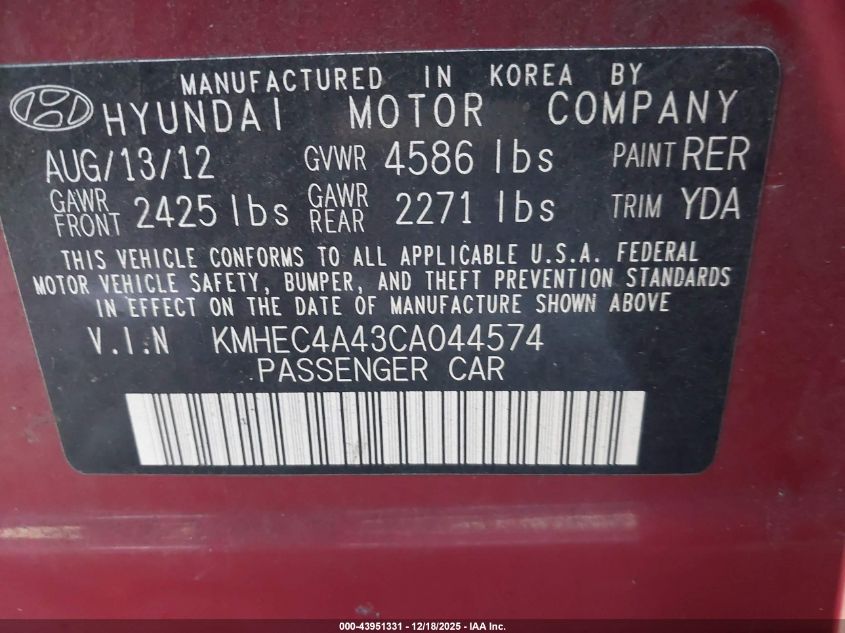 MANUFACTURED IN KOREA BY
HYUNDAI MOTOR COMPANY
AUG/13/12 GVWR 4586 lbs PAINT RER
GAWR FRONT 2425 lbs GAWR REAR 2271 lbs TRIM YDA
THIS VEHICLE CONFORMS TO ALL APPLICABLE U.S.A. FEDERAL
MOTOR VEHICLE SAFETY, BUMPER, AND THEFT PREVENTION STANDARDS
IN EFFECT ON THE DATE OF MANUFACTURE SHOWN ABOVE
V.I.N KMHEC4A43CA044574
PASSENGER CAR
000-43951331 - 12/18/2025 - IAA Inc.